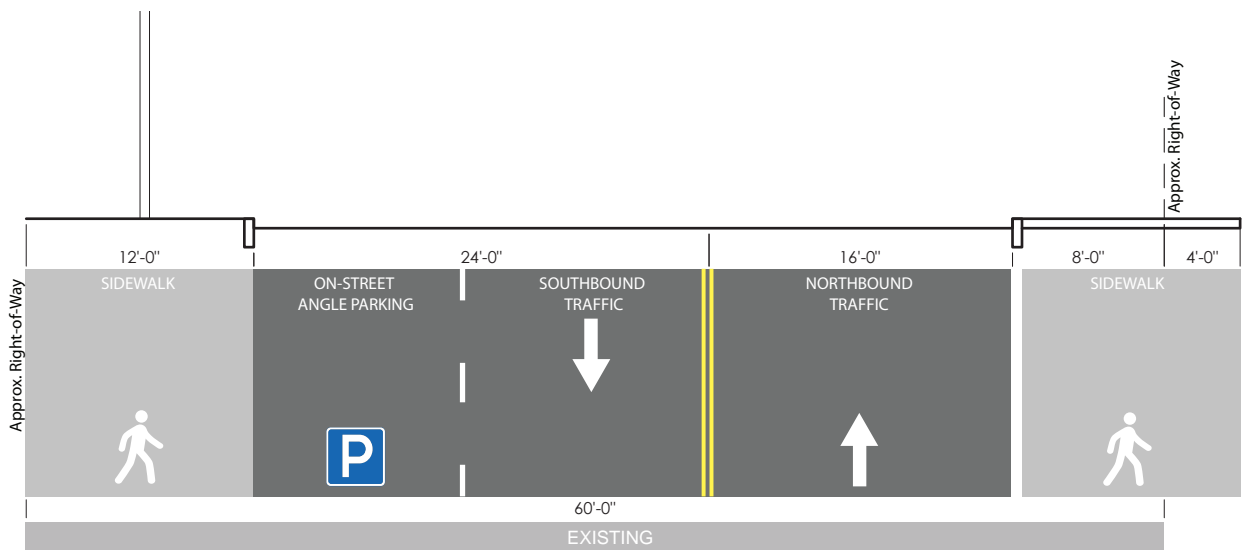 Approx. Right-of-Way
12'-0"
24'-0"
16'-0"
8'-0"
4'-0"
SIDEWALK
ON-STREET
ANGLE PARKING
SOUTHBOUND
TRAFFIC
NORTHBOUND
TRAFFIC
SIDEWALK
Approx. Right-of-Way
P
60'-0"
EXISTING